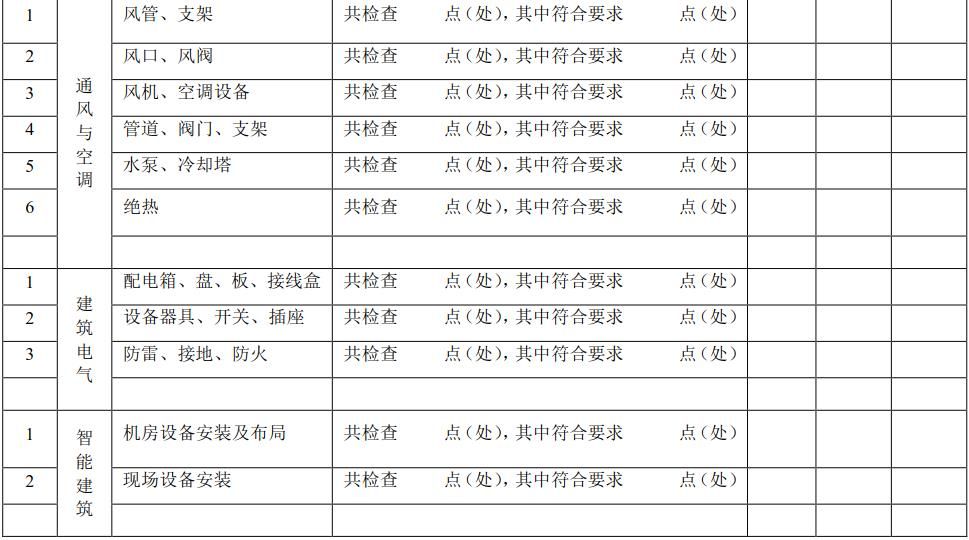 1 风管、支架 共检查 点（处），其中符合要求 点（处）
2 风口、风阀 共检查 点（处），其中符合要求 点（处）
3 风机、空调设备 共检查 点（处），其中符合要求 点（处）
通风与空调
4 管道、阀门、支架 共检查 点（处），其中符合要求 点（处）
5 水泵、冷却塔 共检查 点（处），其中符合要求 点（处）
6 绝热 共检查 点（处），其中符合要求 点（处）
1 配电箱、盘、板、接线盒 共检查 点（处），其中符合要求 点（处）
建筑电气
2 设备器具、开关、插座 共检查 点（处），其中符合要求 点（处）
3 防雷、接地、防火 共检查 点（处），其中符合要求 点（处）
1 机房设备安装及布局 共检查 点（处），其中符合要求 点（处）
智能建筑
2 现场设备安装 共检查 点（处），其中符合要求 点（处）